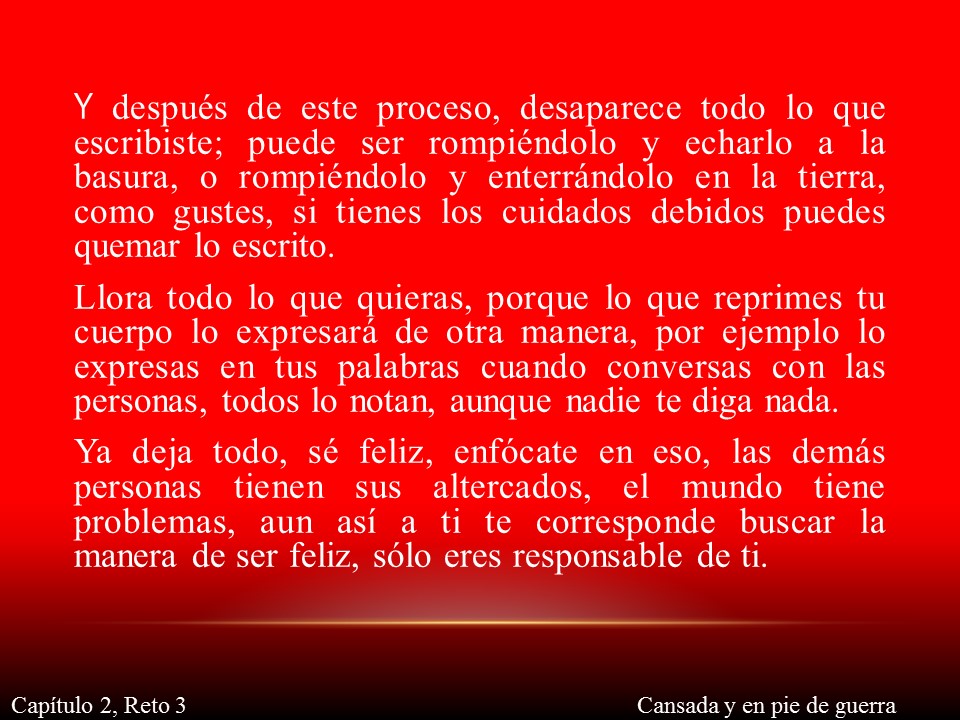 Y después de este proceso, desaparece todo lo que
escribiste; puede ser rompiéndolo y echarlo a la
basura, o rompiéndolo y enterrándolo en la tierra,
como gustes, si tienes los cuidados debidos puedes
quemar lo escrito.
Llora todo lo que quieras, porque lo que reprimes tu
cuerpo lo expresará de otra manera, por ejemplo lo
expresas en tus palabras cuando conversas con las
personas, todos lo notan, aunque nadie te diga nada.
Ya deja todo, sé feliz, enfócate en eso, las demás
personas tienen sus altercados, el mundo tiene
problemas, aun así a ti te corresponde buscar la
manera de ser feliz, sólo eres responsable de ti.
Capítulo 2, Reto 3
Cansada y en pie de guerra